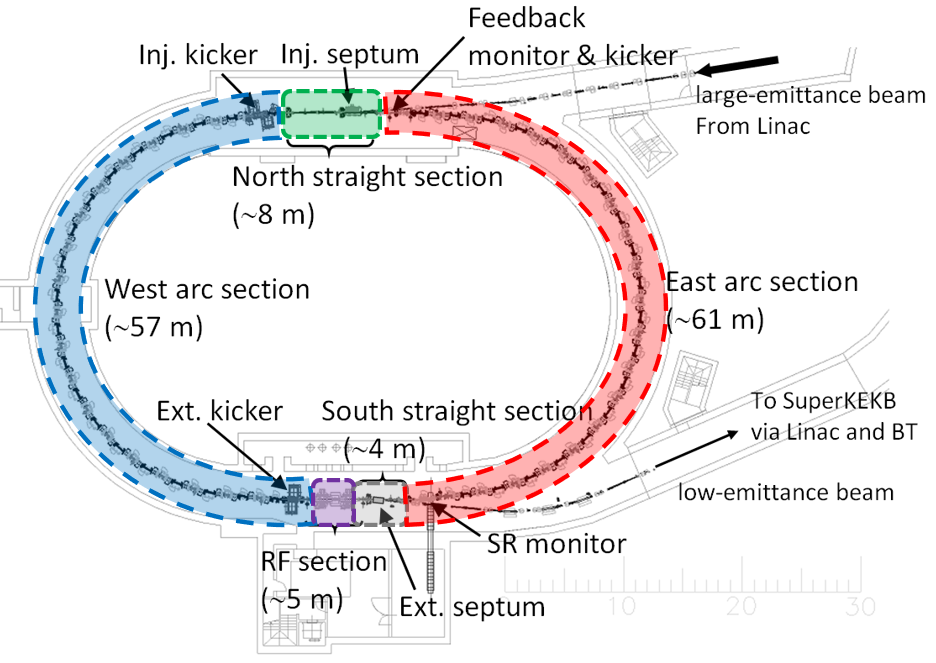 Feedback
monitor & kicker
Inj. kicker
Inj. septum
large-emittance beam
From Linac
North straight section
(~8 m)
West arc section
(~57 m)
East arc section
(~61 m)
Ext. kicker
South straight section
(~4 m)
To SuperKEKB
via Linac and BT
low-emittance beam
SR monitor
RF section
(~5 m)
Ext. septum
0
10
20
30